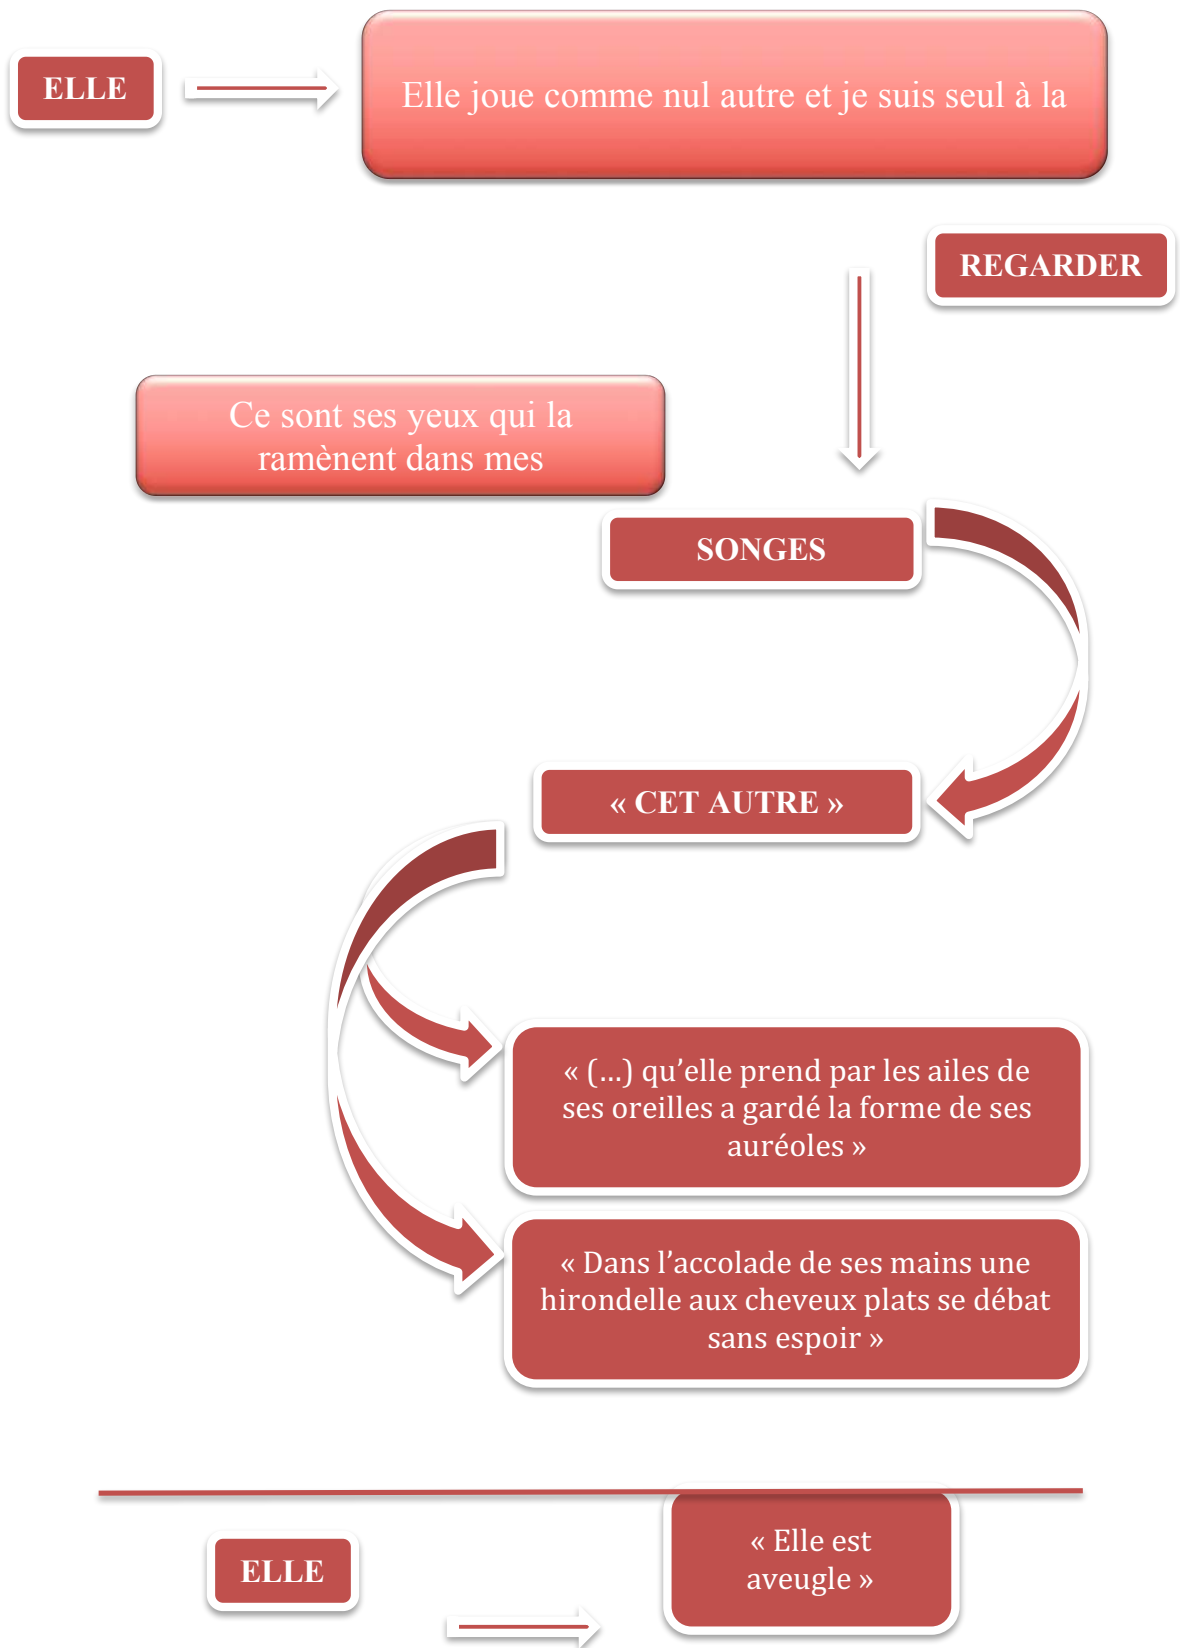 ELLE
Elle joue comme nul autre et je suis seul à la
REGARDER
Ce sont ses yeux qui la
ramènent dans mes
SONGES
« CET AUTRE »
« (…) qu’elle prend par les ailes de
ses oreilles a gardé la forme de ses
auréoles »
« Dans l’accolade de ses mains une
hirondelle aux cheveux plats se débat
sans espoir »
ELLE
« Elle est
aveugle »